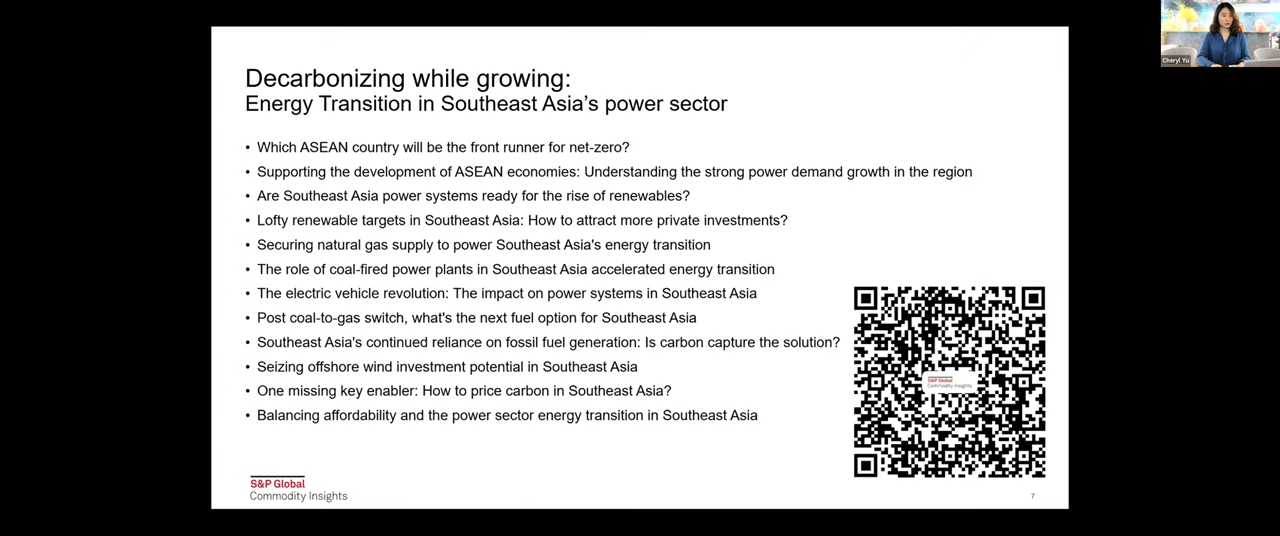 Cheryl Yu
Decarbonizing while growing:
Energy Transition in Southeast Asia's power sector
• Which ASEAN country will be the front runner for net-zero?
• Supporting the development of ASEAN economies: Understanding the strong power demand growth in the region
• Are Southeast Asia power systems ready for the rise of renewables?
• Lofty renewable targets in Southeast Asia: How to attract more private investments?
• Securing natural gas supply to power Southeast Asia's energy transition
• The role of coal-fired power plants in Southeast Asia accelerated energy transition
• The electric vehicle revolution: The impact on power systems in Southeast Asia
• Post coal-to-gas switch, what's the next fuel option for Southeast Asia
• Southeast Asia's continued reliance on fossil fuel generation: Is carbon capture the solution?
• Seizing offshore wind investment potential in Southeast Asia
• One missing key enabler: How to price carbon in Southeast Asia?
• Balancing affordability and the power sector energy transition in Southeast Asia
S&P Global
Commodity Insights
S&P Global
Commodity Insights
7